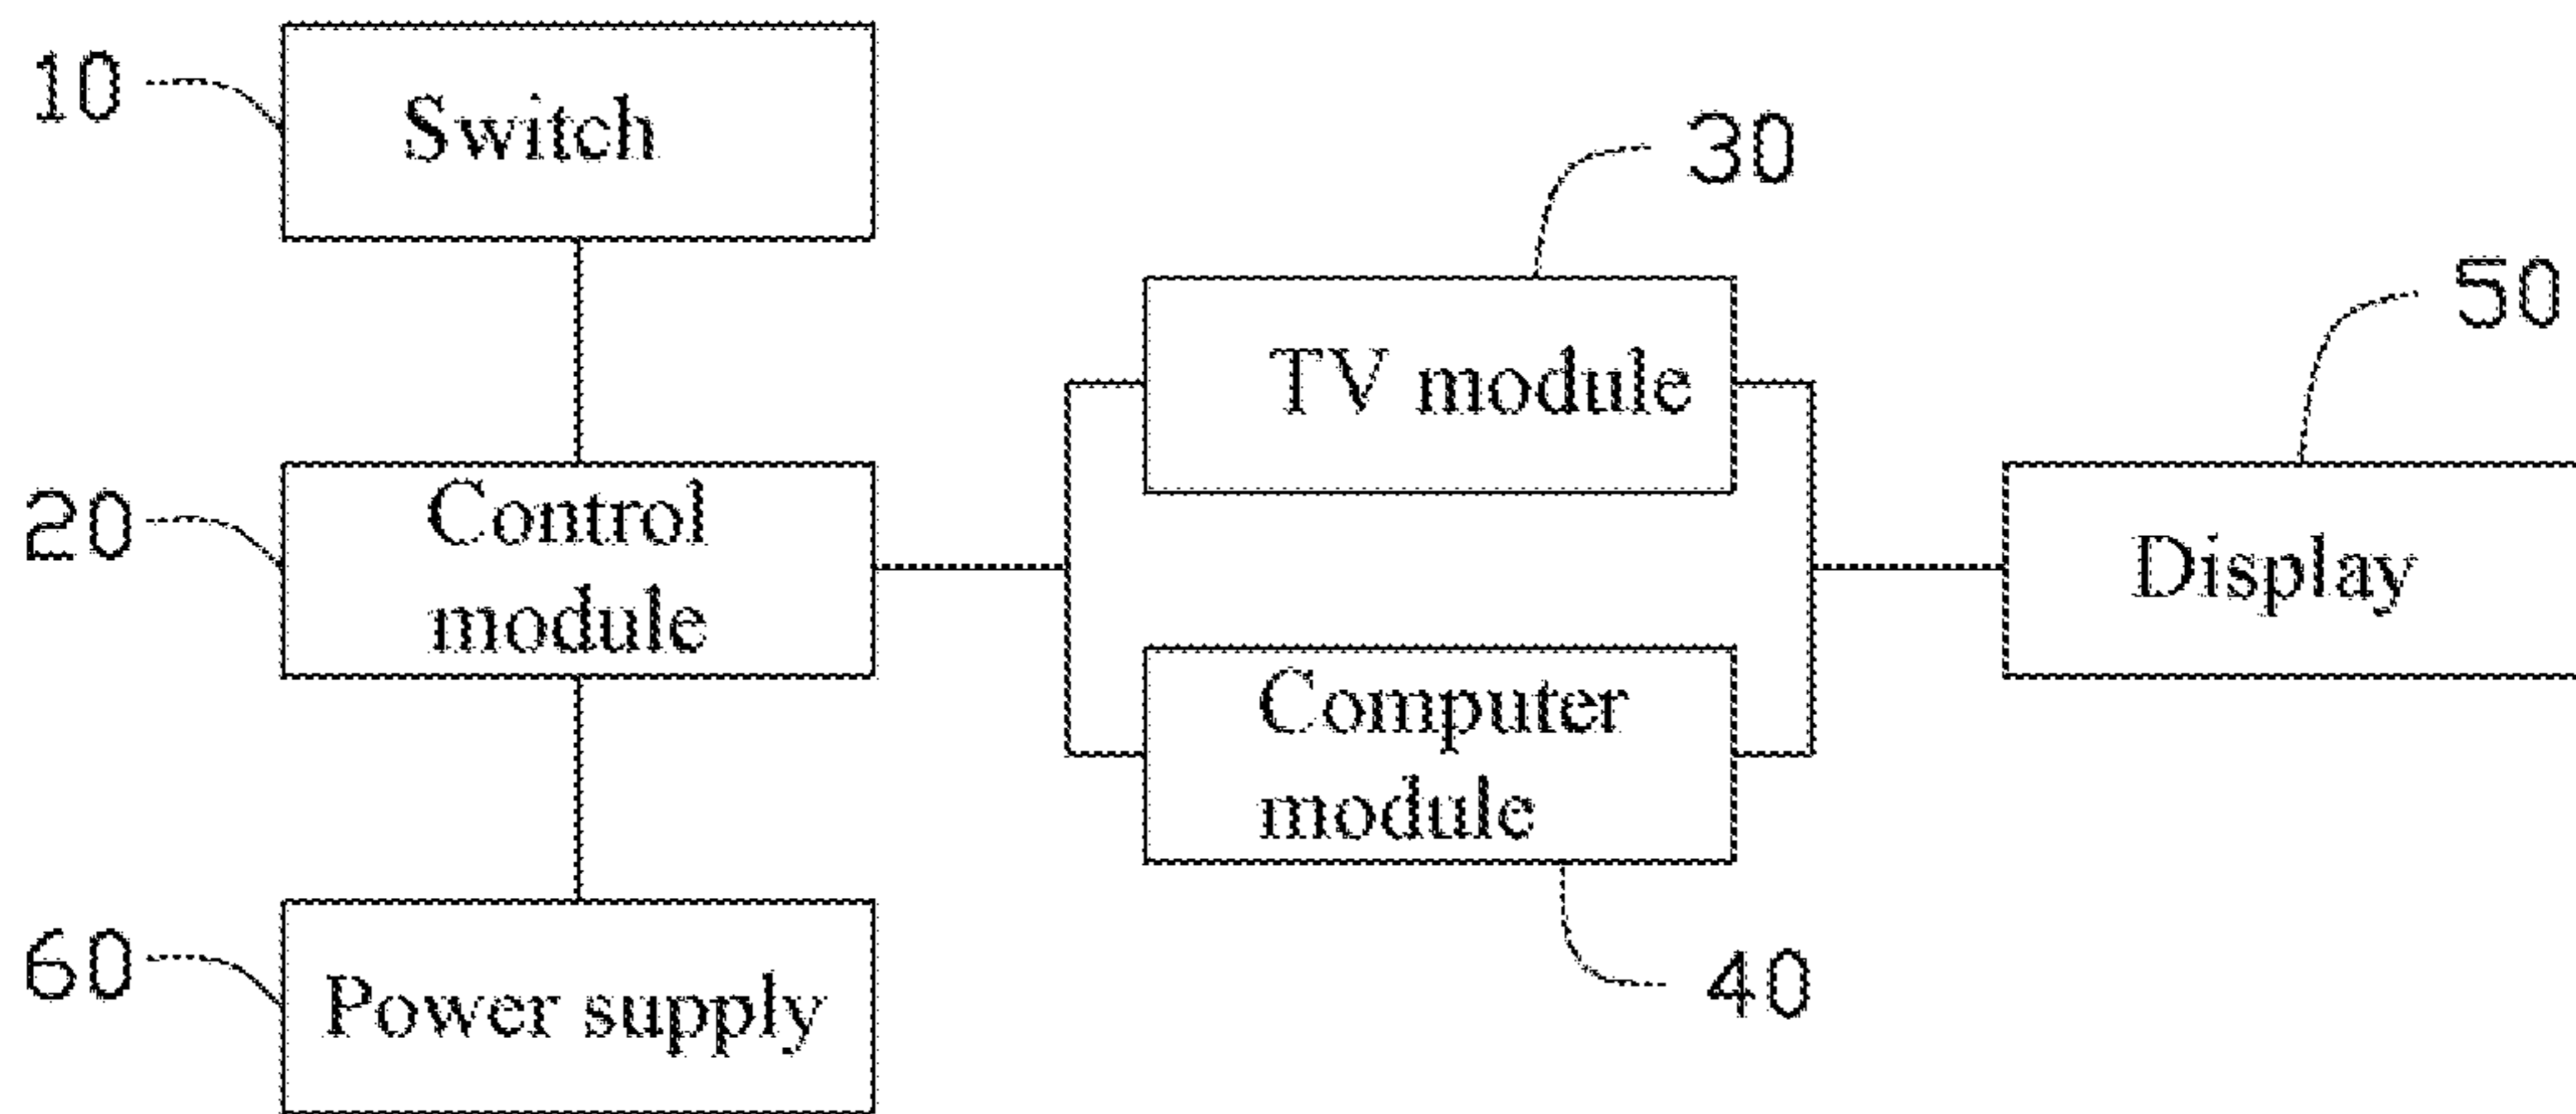 10
Switch
30
TV module
50
20
Control
module
Display
Computer
module
60
Power supply
40